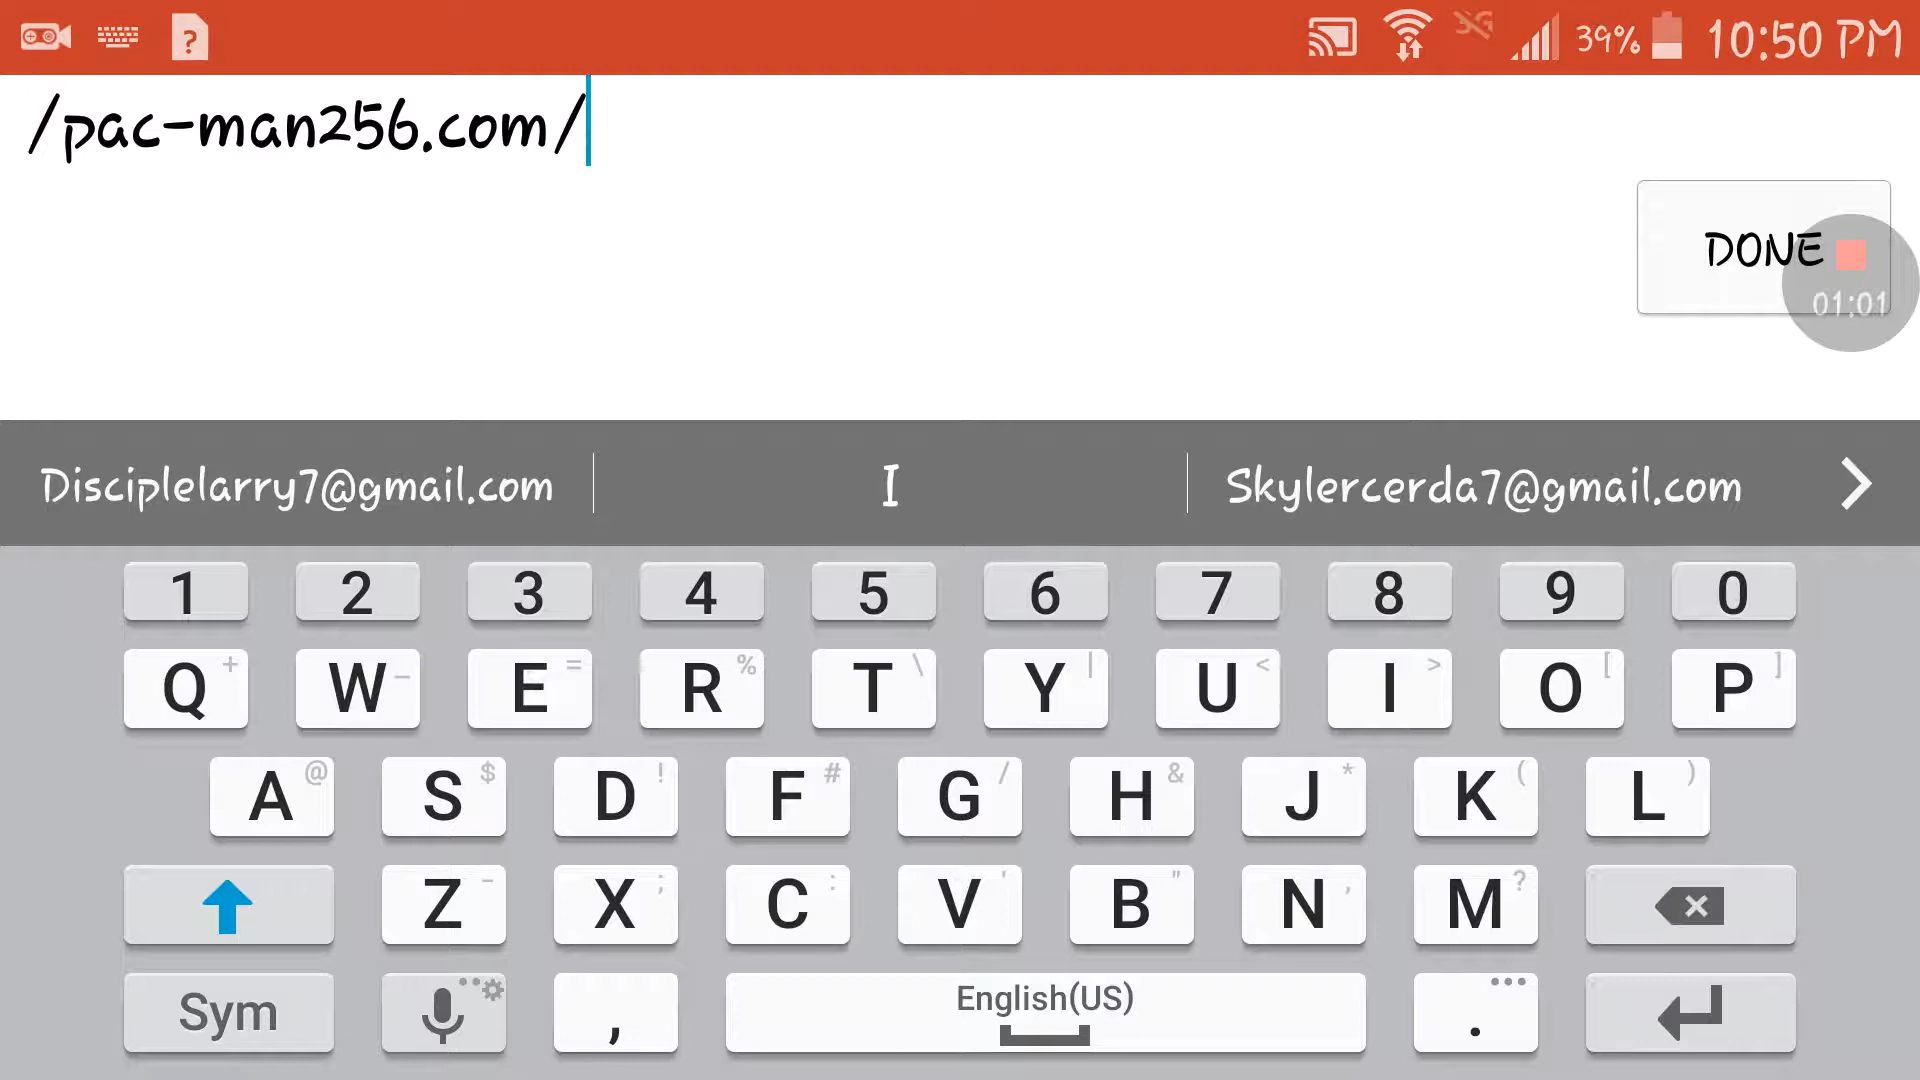 ? 3G 39% 10:50 PM
/pac-man256.com/
DONE
01:01
Disciplelarry7@gmail.com I Skylercerda7@gmail.com
1 2 3 4 5 6 7 8 9 0
Q + W _ E = R % T \ Y | U < I > O [ P ]
A @ S $ D ! F # G / H & J * K ( L )
Z - X ; C : V ' B " N , M ?
Sym , English(US) .